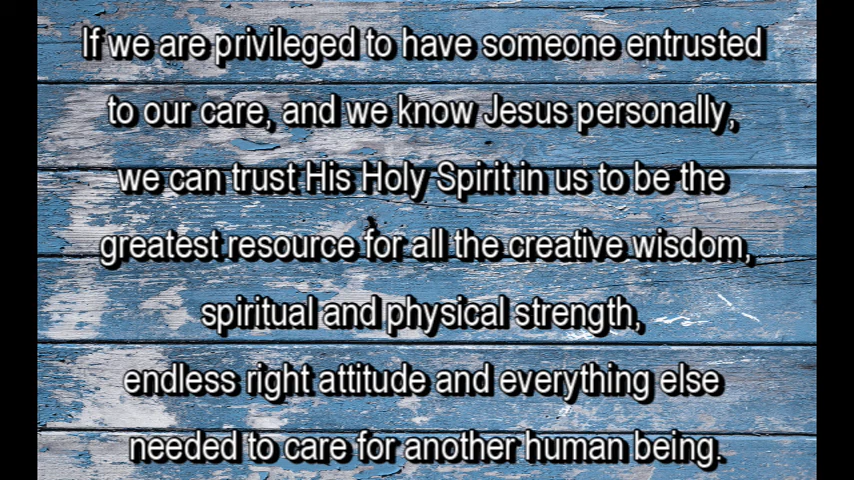 If we are privileged to have someone entrusted
to our care, and we know Jesus personally,
we can trust His Holy Spirit in us to be the
greatest resource for all the creative wisdom,
spiritual and physical strength,
endless right attitude and everything else
needed to care for another human being.